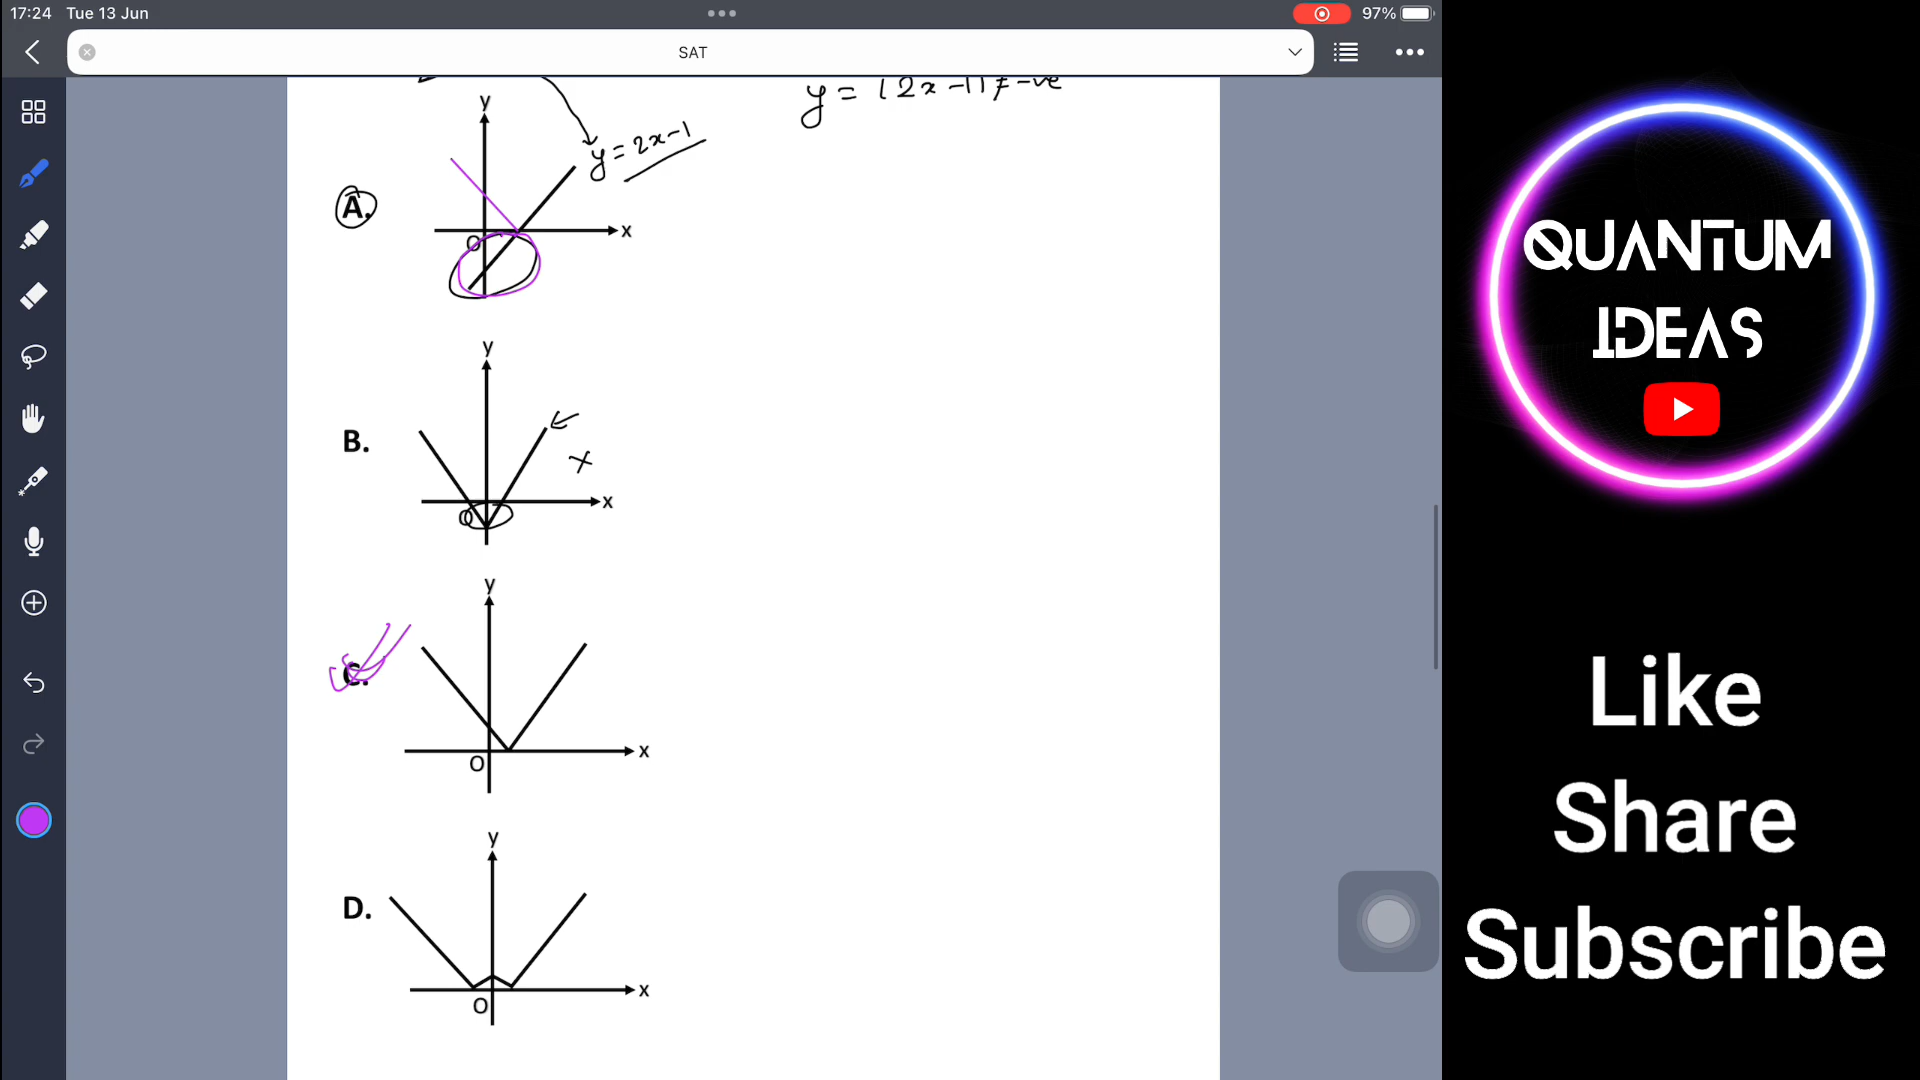 17:24 Tue 13 Jun
97%
SAT
y = |2x-1| ≠ -ve
y
y = 2x-1
A.
x
O
y
B.
x
x
O
y
C.
x
O
y
D.
x
O
QUANTUM
IDEAS
Like
Share
Subscribe